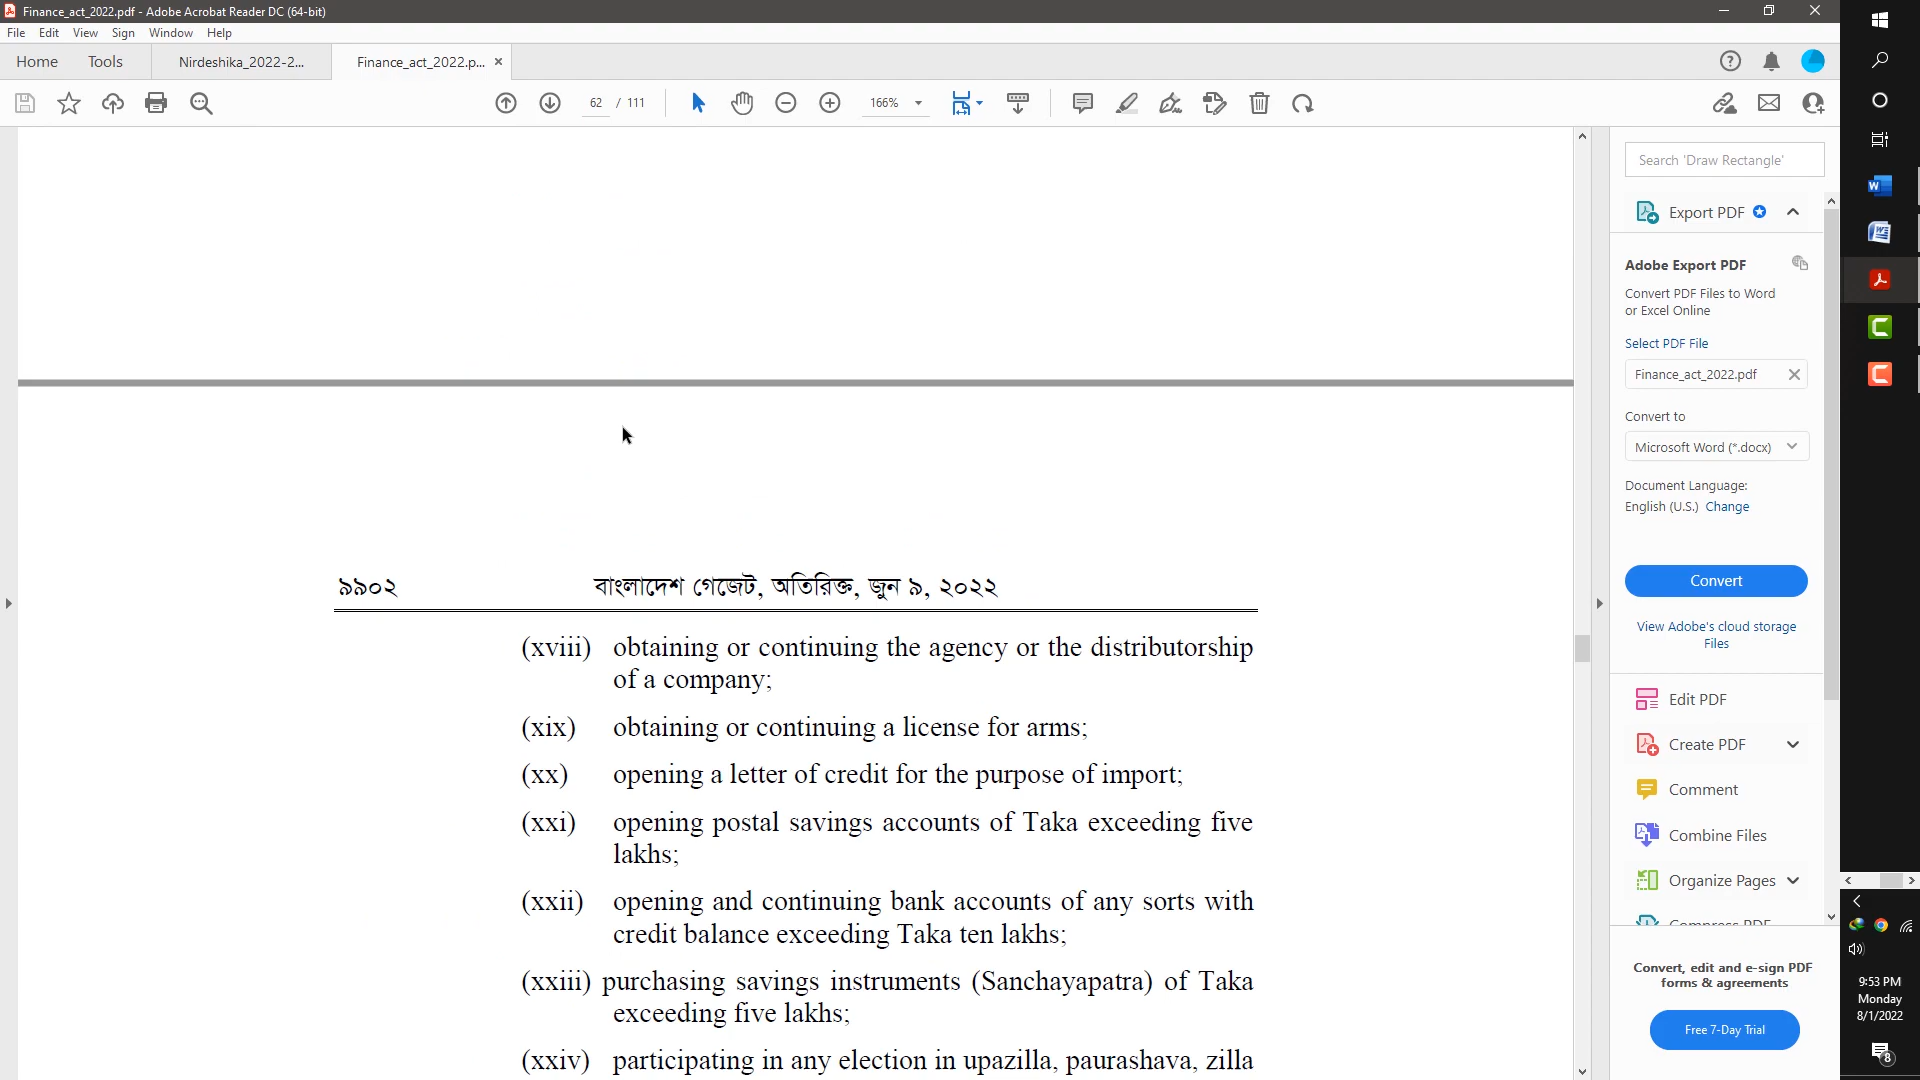 Finance_act_2022.pdf - Adobe Acrobat Reader DC (64-bit)
File Edit View Sign Window Help
Home Tools Nirdeshika_2022-2... Finance_act_2022.p...
62 / 111 166%
Search 'Draw Rectangle'
Export PDF
Adobe Export PDF
Convert PDF Files to Word
or Excel Online
Select PDF File
Finance_act_2022.pdf
Convert to
Microsoft Word (*.docx)
Document Language:
English (U.S.) Change
Convert
View Adobe's cloud storage
Files
Edit PDF
Create PDF
Comment
Combine Files
Organize Pages
Compress PDF
Convert, edit and e-sign PDF
forms & agreements
Free 7-Day Trial
৯৯০২ বাংলাদেশ গেজেট, অতিরিক্ত, জুন ৯, ২০২২
(xviii) obtaining or continuing the agency or the distributorship
of a company;
(xix) obtaining or continuing a license for arms;
(xx) opening a letter of credit for the purpose of import;
(xxi) opening postal savings accounts of Taka exceeding five
lakhs;
(xxii) opening and continuing bank accounts of any sorts with
credit balance exceeding Taka ten lakhs;
(xxiii) purchasing savings instruments (Sanchayapatra) of Taka
exceeding five lakhs;
(xxiv) participating in any election in upazilla, paurashava, zilla
9:53 PM
Monday
8/1/2022
8